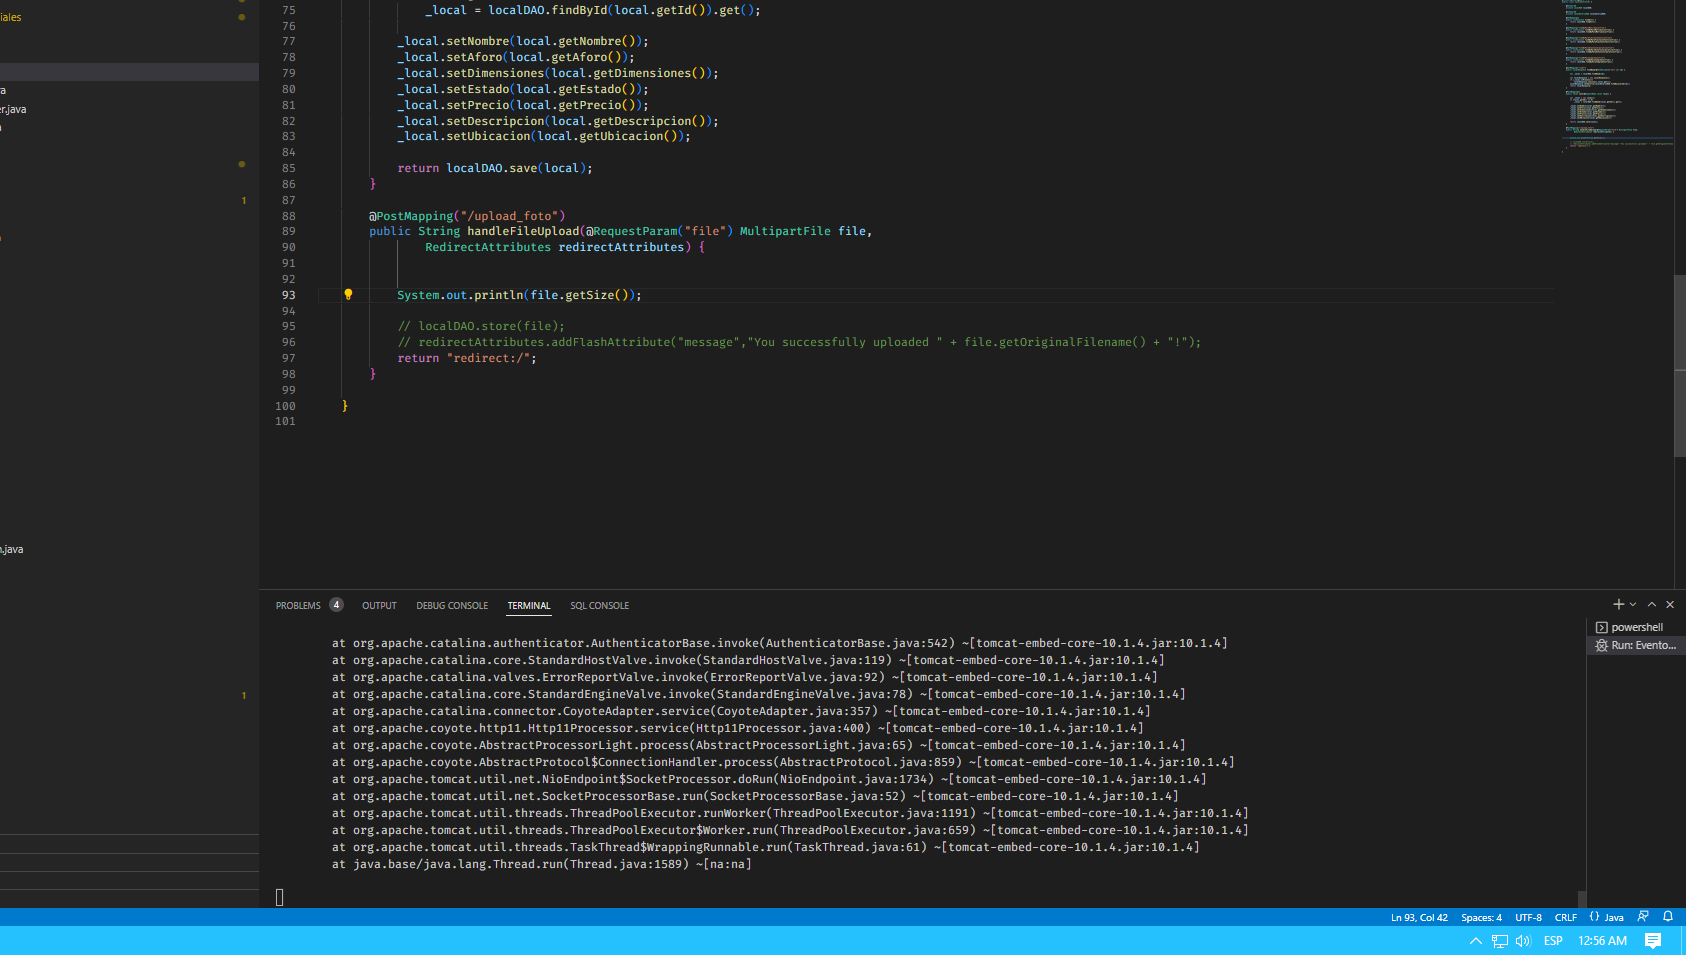 iales
a
er.java
1
n.java
1
75 _local = localDAO.findById(local.getId()).get();
76
77 _local.setNombre(local.getNombre());
78 _local.setAforo(local.getAforo());
79 _local.setDimensiones(local.getDimensiones());
80 _local.setEstado(local.getEstado());
81 _local.setPrecio(local.getPrecio());
82 _local.setDescripcion(local.getDescripcion());
83 _local.setUbicacion(local.getUbicacion());
84
85 return localDAO.save(local);
86 }
87
88 @PostMapping("/upload_foto")
89 public String handleFileUpload(@RequestParam("file") MultipartFile file,
90 RedirectAttributes redirectAttributes) {
91
92
93 System.out.println(file.getSize());
94
95 // localDAO.store(file);
96 // redirectAttributes.addFlashAttribute("message","You successfully uploaded " + file.getOriginalFilename() + "!");
97 return "redirect:/";
98 }
99
100 }
101
PROBLEMS 4 OUTPUT DEBUG CONSOLE TERMINAL SQL CONSOLE
at org.apache.catalina.authenticator.AuthenticatorBase.invoke(AuthenticatorBase.java:542) ~[tomcat-embed-core-10.1.4.jar:10.1.4]
at org.apache.catalina.core.StandardHostValve.invoke(StandardHostValve.java:119) ~[tomcat-embed-core-10.1.4.jar:10.1.4]
at org.apache.catalina.valves.ErrorReportValve.invoke(ErrorReportValve.java:92) ~[tomcat-embed-core-10.1.4.jar:10.1.4]
at org.apache.catalina.core.StandardEngineValve.invoke(StandardEngineValve.java:78) ~[tomcat-embed-core-10.1.4.jar:10.1.4]
at org.apache.catalina.connector.CoyoteAdapter.service(CoyoteAdapter.java:357) ~[tomcat-embed-core-10.1.4.jar:10.1.4]
at org.apache.coyote.http11.Http11Processor.service(Http11Processor.java:400) ~[tomcat-embed-core-10.1.4.jar:10.1.4]
at org.apache.coyote.AbstractProcessorLight.process(AbstractProcessorLight.java:65) ~[tomcat-embed-core-10.1.4.jar:10.1.4]
at org.apache.coyote.AbstractProtocol$ConnectionHandler.process(AbstractProtocol.java:859) ~[tomcat-embed-core-10.1.4.jar:10.1.4]
at org.apache.tomcat.util.net.NioEndpoint$SocketProcessor.doRun(NioEndpoint.java:1734) ~[tomcat-embed-core-10.1.4.jar:10.1.4]
at org.apache.tomcat.util.net.SocketProcessorBase.run(SocketProcessorBase.java:52) ~[tomcat-embed-core-10.1.4.jar:10.1.4]
at org.apache.tomcat.util.threads.ThreadPoolExecutor.runWorker(ThreadPoolExecutor.java:1191) ~[tomcat-embed-core-10.1.4.jar:10.1.4]
at org.apache.tomcat.util.threads.ThreadPoolExecutor$Worker.run(ThreadPoolExecutor.java:659) ~[tomcat-embed-core-10.1.4.jar:10.1.4]
at org.apache.tomcat.util.threads.TaskThread$WrappingRunnable.run(TaskThread.java:61) ~[tomcat-embed-core-10.1.4.jar:10.1.4]
at java.base/java.lang.Thread.run(Thread.java:1589) ~[na:na]
powershell
Run: Evento...
Ln 93, Col 42 Spaces: 4 UTF-8 CRLF {} Java
ESP 12:56 AM